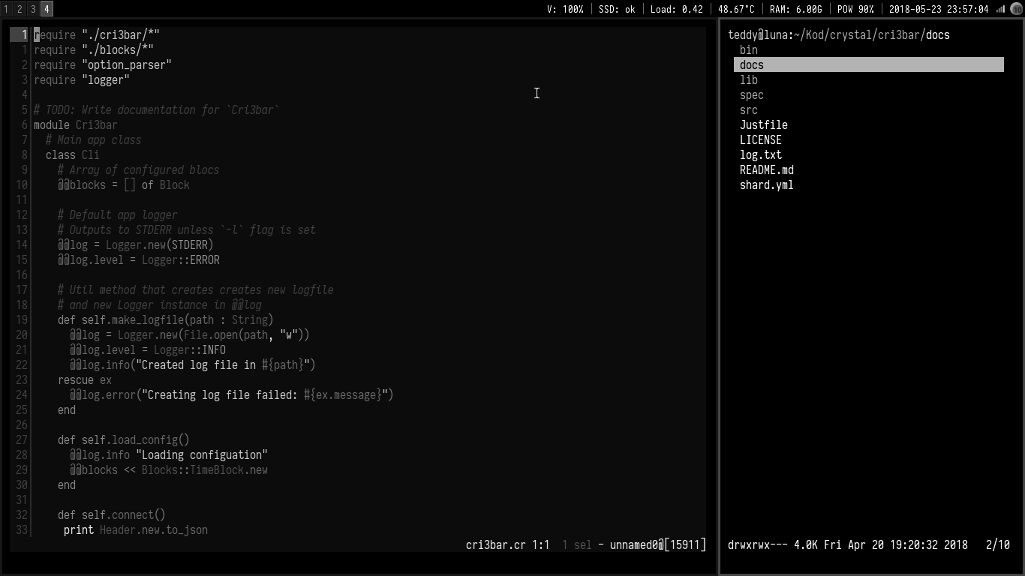 1 2 3 4 V: 100% | SSD: ok | Load: 0.42 | 48.67°C | RAM: 6.00G | POW 90% | 2018-05-23 23:57:04
1 require "./cri3bar/*"
1 require "./blocks/*"
2 require "option_parser"
3 require "logger"
4
5 # TODO: Write documentation for `Cri3bar`
6 module Cri3bar
7   # Main app class
8   class Cli
9     # Array of configured blocs
10     @@blocks = [] of Block
11
12     # Default app logger
13     # Outputs to STDERR unless `-l` flag is set
14     @@log = Logger.new(STDERR)
15     @@log.level = Logger::ERROR
16
17     # Util method that creates creates new logfile
18     # and new Logger instance in @@log
19     def self.make_logfile(path : String)
20       @@log = Logger.new(File.open(path, "w"))
21       @@log.level = Logger::INFO
22       @@log.info("Created log file in #{path}")
23     rescue ex
24       @@log.error("Creating log file failed: #{ex.message}")
25     end
26
27     def self.load_config()
28       @@log.info "Loading configuation"
29       @@blocks << Blocks::TimeBlock.new
30     end
31
32     def self.connect()
33      print Header.new.to_json
cri3bar.cr 1:1  1 sel - unnamed0@[15911]
teddy@luna:~/Kod/crystal/cri3bar/docs
bin
docs
lib
spec
src
Justfile
LICENSE
log.txt
README.md
shard.yml
drwxrwx--- 4.0K Fri Apr 20 19:20:32 2018   2/10